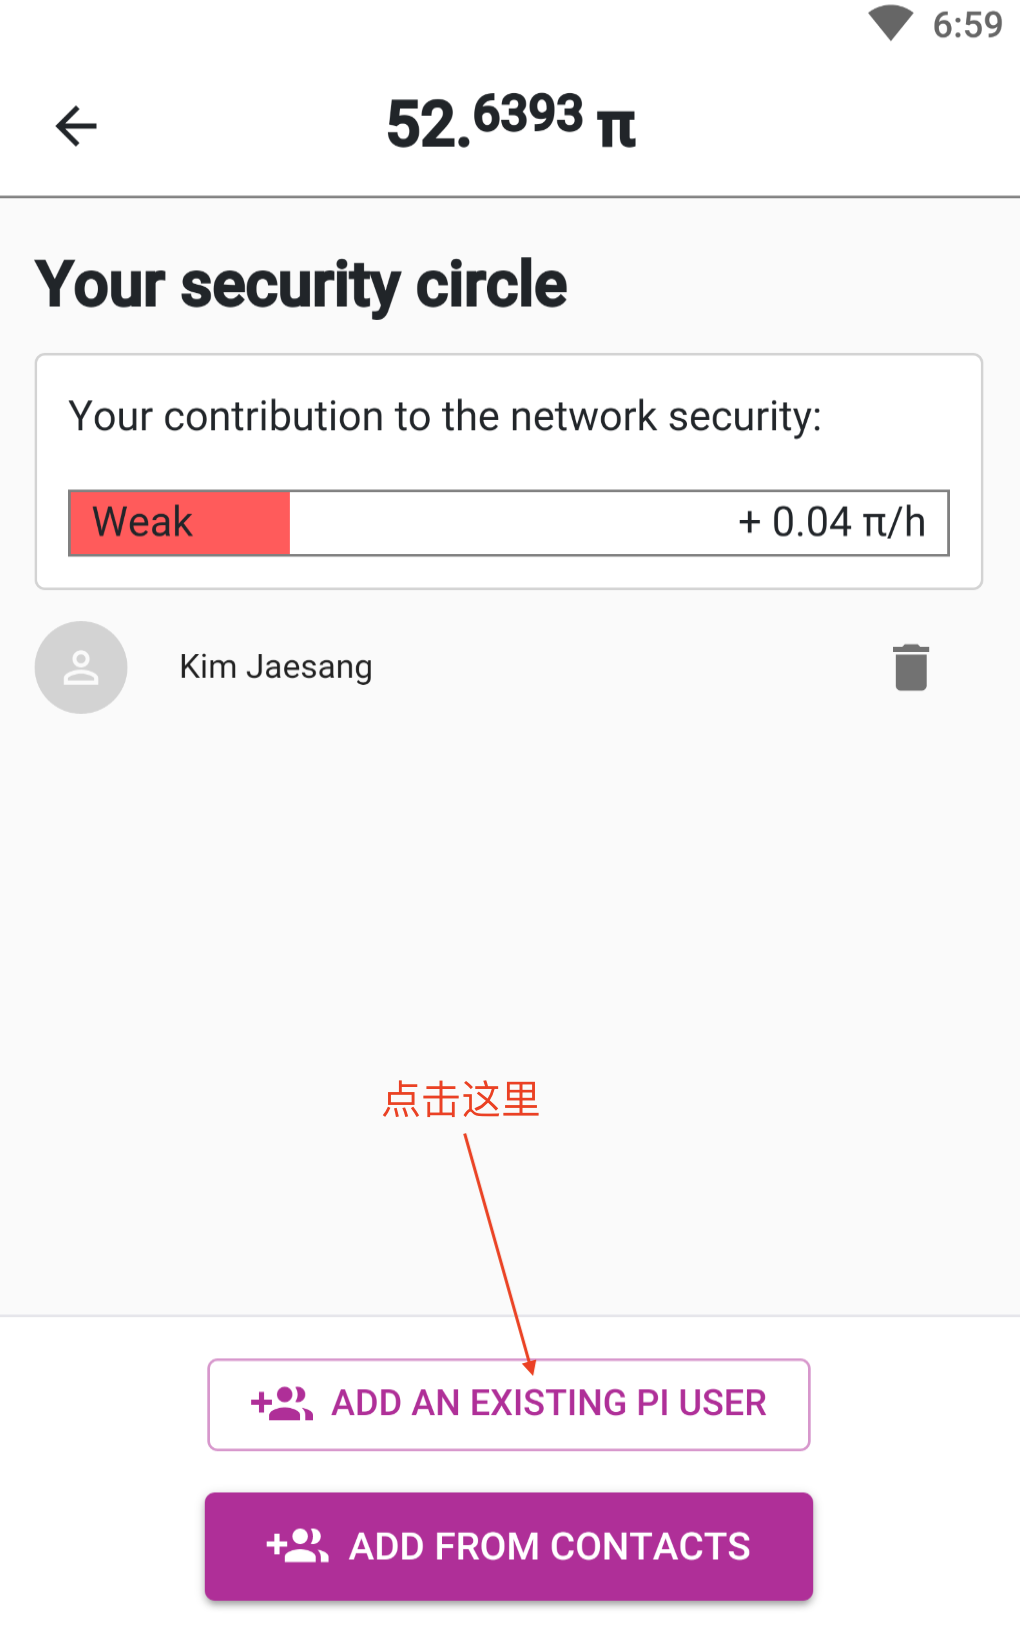 6:59
52.6393 π
Your security circle
Your contribution to the network security:
Weak + 0.04 π/h
Kim Jaesang
点击这里
ADD AN EXISTING PI USER
ADD FROM CONTACTS